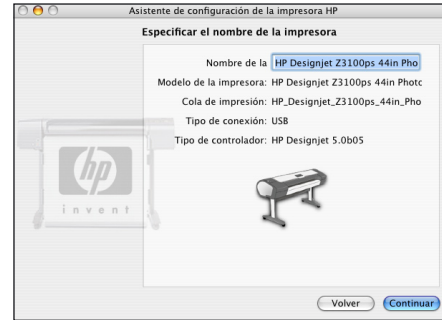 Asistente de configuración de la impresora HP
Especificar el nombre de la impresora
Nombre de la HP Designjet Z3100ps 44in Pho
Modelo de la impresora: HP Designjet Z3100ps 44in Photo
Cola de impresión: HP_Designjet_Z3100ps_44in_Pho
Tipo de conexión: USB
Tipo de controlador: HP Designjet 5.0b05
hp
invent
Volver Continuar